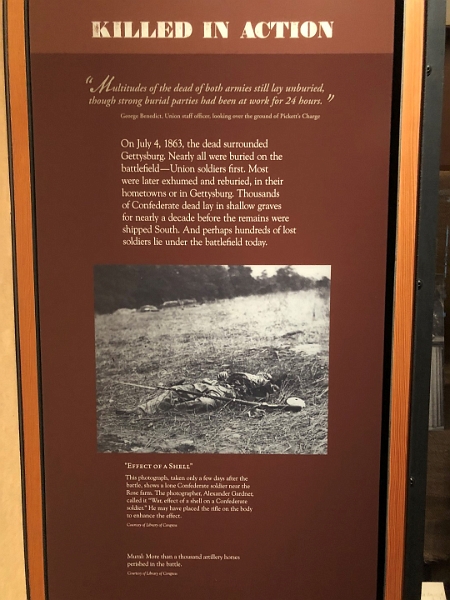 KILLED IN ACTION
“Multitudes of the dead of both armies still lay unburied,
though strong burial parties had been at work for 24 hours.”
George Benedict, Union staff officer, looking over the ground of Pickett's Charge
On July 4, 1863, the dead surrounded
Gettysburg. Nearly all were buried on the
battlefield—Union soldiers first. Most
were later exhumed and reburied, in their
hometowns or in Gettysburg. Thousands
of Confederate dead lay in shallow graves
for nearly a decade before the remains were
shipped South. And perhaps hundreds of lost
soldiers lie under the battlefield today.
"EFFECT OF A SHELL"
This photograph, taken only a few days after the
battle, shows a lone Confederate soldier near the
Rose farm. The photographer, Alexander Gardner,
called it "War, effect of a shell on a Confederate
soldier." He may have placed the rifle on the body
to enhance the effect.
Courtesy of Library of Congress
Mural: More than a thousand artillery horses
perished in the battle.
Courtesy of Library of Congress